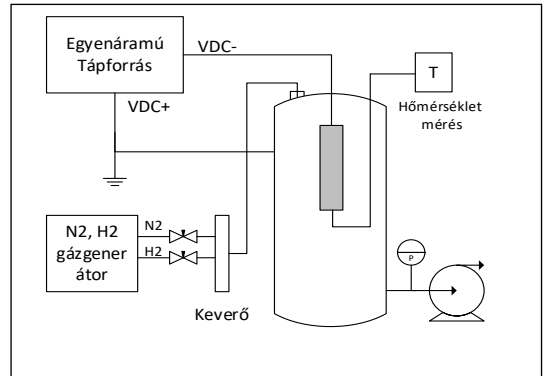 Egyenáramú
Tápforrás
VDC-
VDC+
T
Hőmérséklet
mérés
N2, H2
gázgener
átor
N2
H2
Keverő
P